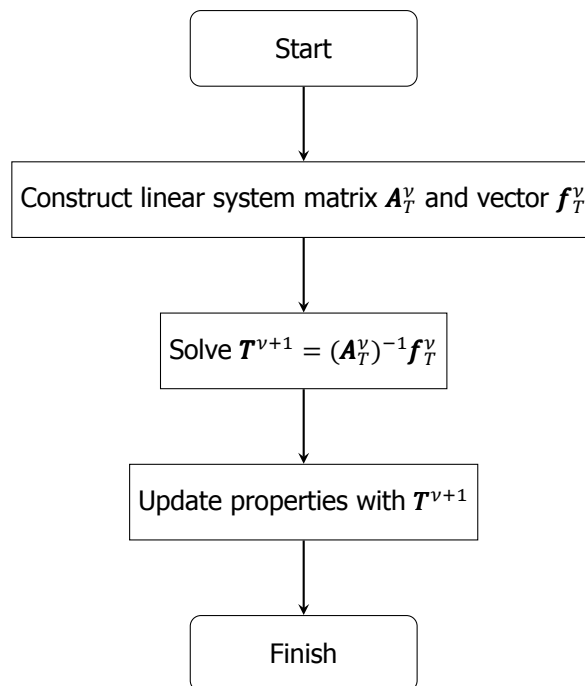 Start
Construct linear system matrix 𝑨_T^ν and vector 𝒇_T^ν
Solve 𝑻^{ν+1} = (𝑨_T^ν)^{−1}𝒇_T^ν
Update properties with 𝑻^{ν+1}
Finish